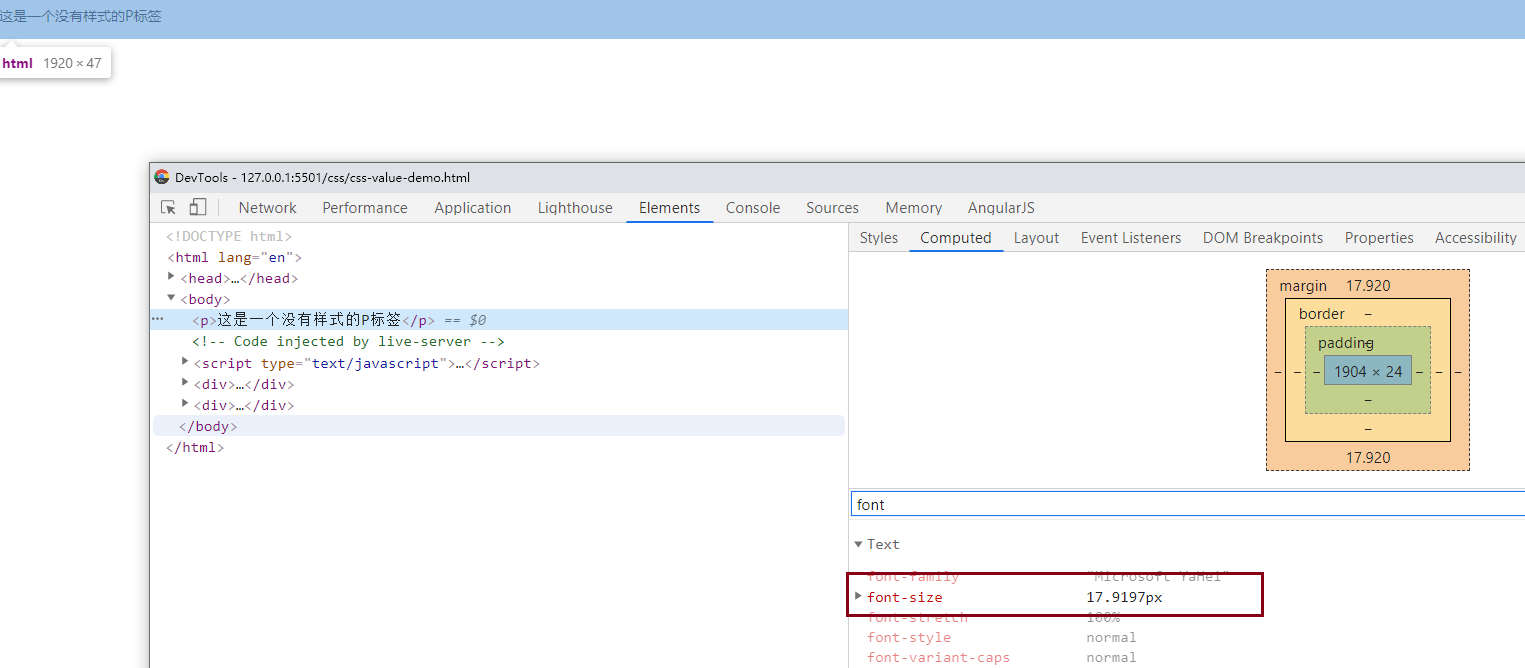 这是一个没有样式的P标签
html 1920 × 47
DevTools - 127.0.0.1:5501/css/css-value-demo.html
Network Performance Application Lighthouse Elements Console Sources Memory AngularJS
<!DOCTYPE html>
<html lang="en">
<head>…</head>
<body>
<p>这是一个没有样式的P标签</p> == $0
<!-- Code injected by live-server -->
<script type="text/javascript">…</script>
<div>…</div>
<div>…</div>
</body>
</html>
Styles Computed Layout Event Listeners DOM Breakpoints Properties Accessibility
margin 17.920
border –
padding –
– – – 1904 × 24 – – –
–
–
17.920
font
Text
font-family "Microsoft YaHei"
font-size 17.9197px
font-stretch 100%
font-style normal
font-variant-caps normal